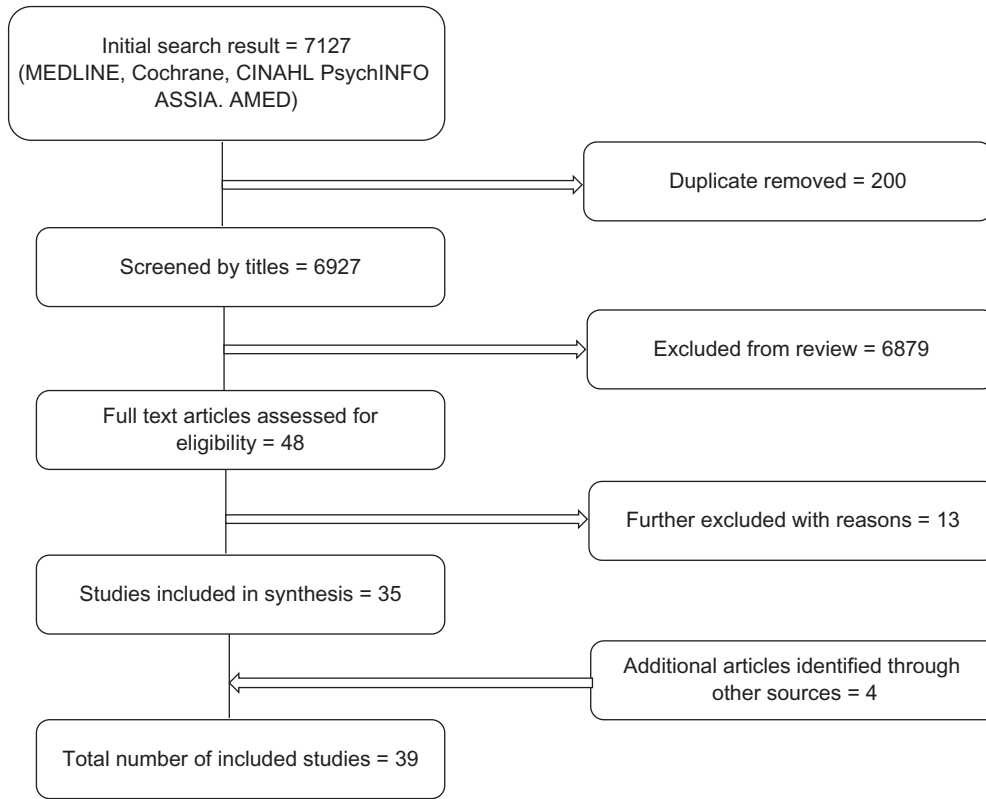 Initial search result = 7127
(MEDLINE, Cochrane, CINAHL PsychINFO
ASSIA. AMED)
Duplicate removed = 200
Screened by titles = 6927
Excluded from review = 6879
Full text articles assessed for
eligibility = 48
Further excluded with reasons = 13
Studies included in synthesis = 35
Additional articles identified through
other sources = 4
Total number of included studies = 39